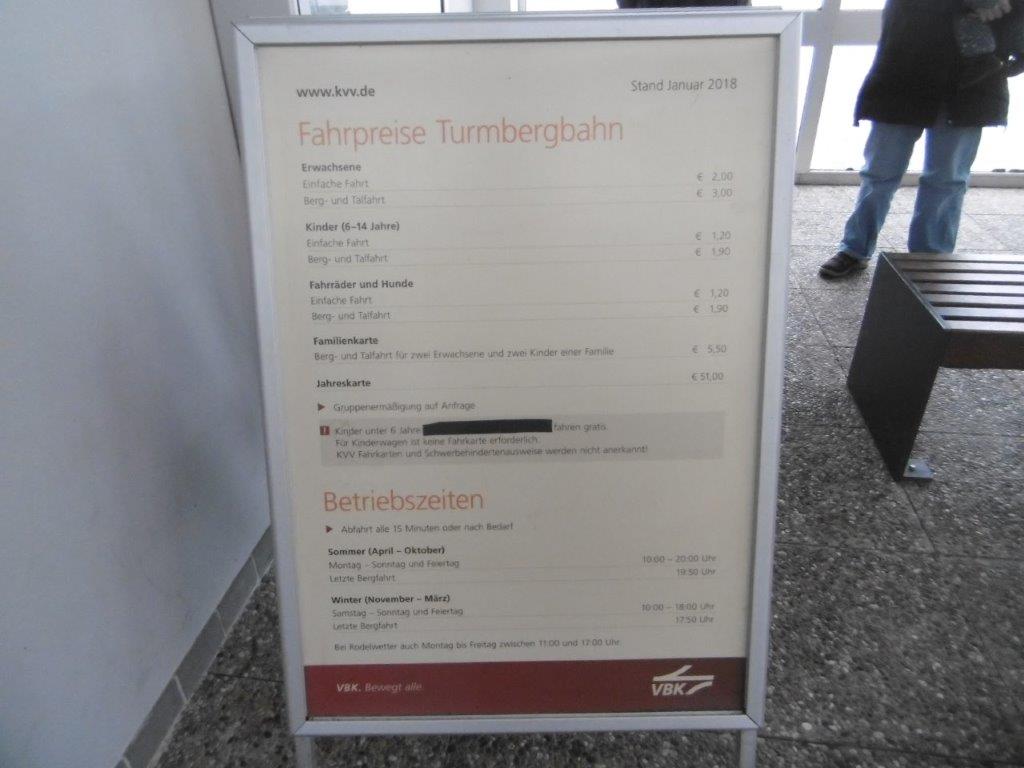 www.kvv.de
Stand Januar 2018
Fahrpreise Turmbergbahn
Erwachsene
Einfache Fahrt € 2,00
Berg- und Talfahrt € 3,00
Kinder (6–14 Jahre)
Einfache Fahrt € 1,20
Berg- und Talfahrt € 1,90
Fahrräder und Hunde
Einfache Fahrt € 1,20
Berg- und Talfahrt € 1,90
Familienkarte
Berg- und Talfahrt für zwei Erwachsene und zwei Kinder einer Familie € 5,50
Jahreskarte € 51,00
Gruppenermäßigung auf Anfrage
Kinder unter 6 Jahre fahren gratis.
Für Kinderwagen ist keine Fahrkarte erforderlich.
KVV Fahrkarten und Schwerbehindertenausweise werden nicht anerkannt!
Betriebszeiten
Abfahrt alle 15 Minuten oder nach Bedarf
Sommer (April – Oktober)
Montag – Sonntag und Feiertag 10:00 – 20:00 Uhr
Letzte Bergfahrt 19:50 Uhr
Winter (November – März)
Samstag – Sonntag und Feiertag 10:00 – 18:00 Uhr
Letzte Bergfahrt 17:50 Uhr
Bei Rodelwetter auch Montag bis Freitag zwischen 11:00 und 17:00 Uhr.
VBK. Bewegt alle.
VBK